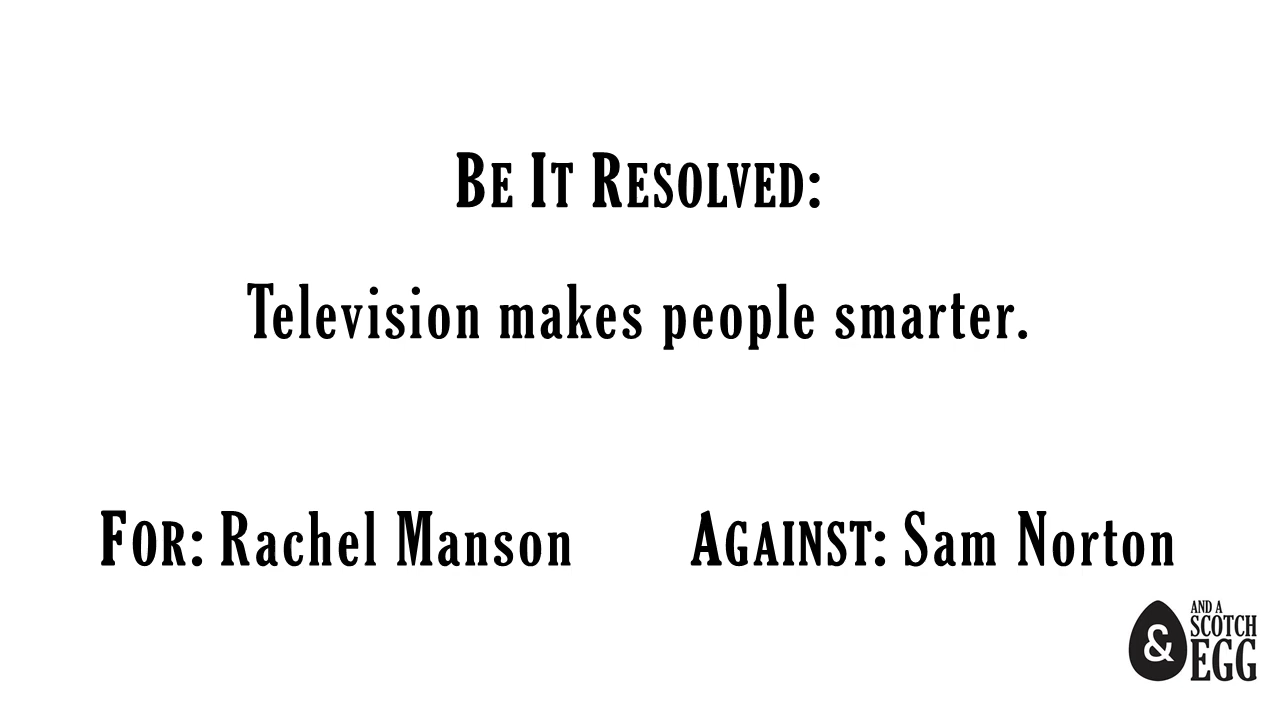 BE IT RESOLVED:
Television makes people smarter.
FOR: Rachel Manson AGAINST: Sam Norton
&
AND A
SCOTCH
EGG